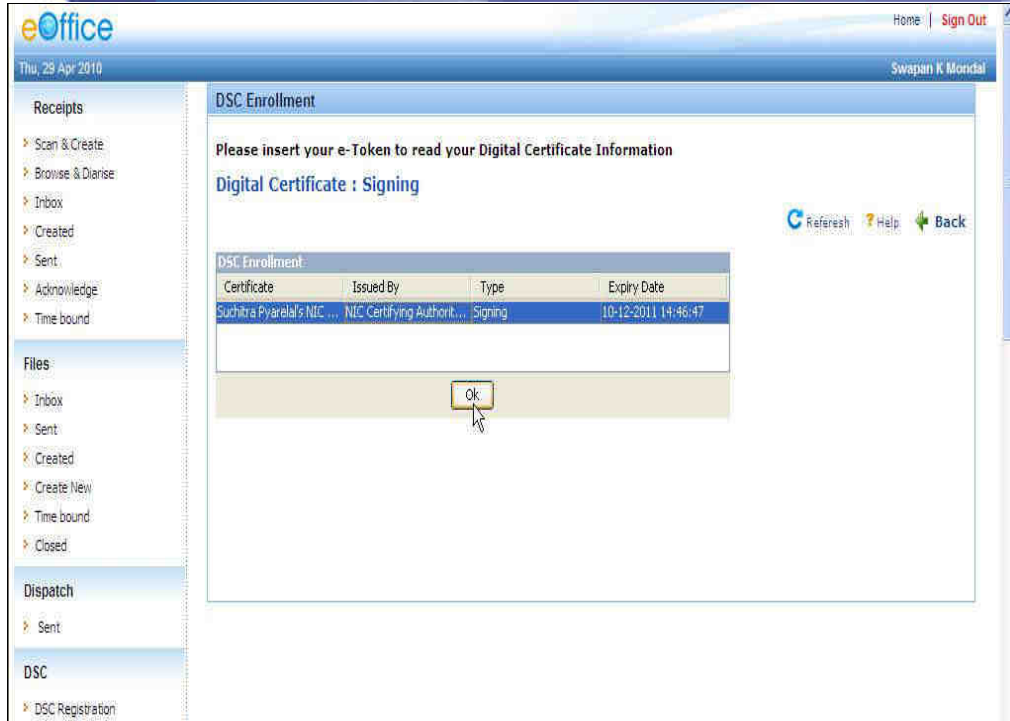 eOffice
Home | Sign Out
Thu, 29 Apr 2010
Swapan K Mondal
Receipts
Scan & Create
Browse & Diarise
Inbox
Created
Sent
Acknowledge
Time bound
Files
Inbox
Sent
Created
Create New
Time bound
Closed
Dispatch
Sent
DSC
DSC Registration
DSC Enrollment
Please insert your e-Token to read your Digital Certificate Information
Digital Certificate : Signing
Referesh ? Help Back
DSC Enrollment
Certificate Issued By Type Expiry Date
Suchitra Pyarelal's NIC ... NIC Certifying Authorit... Signing 10-12-2011 14:46:47
Ok